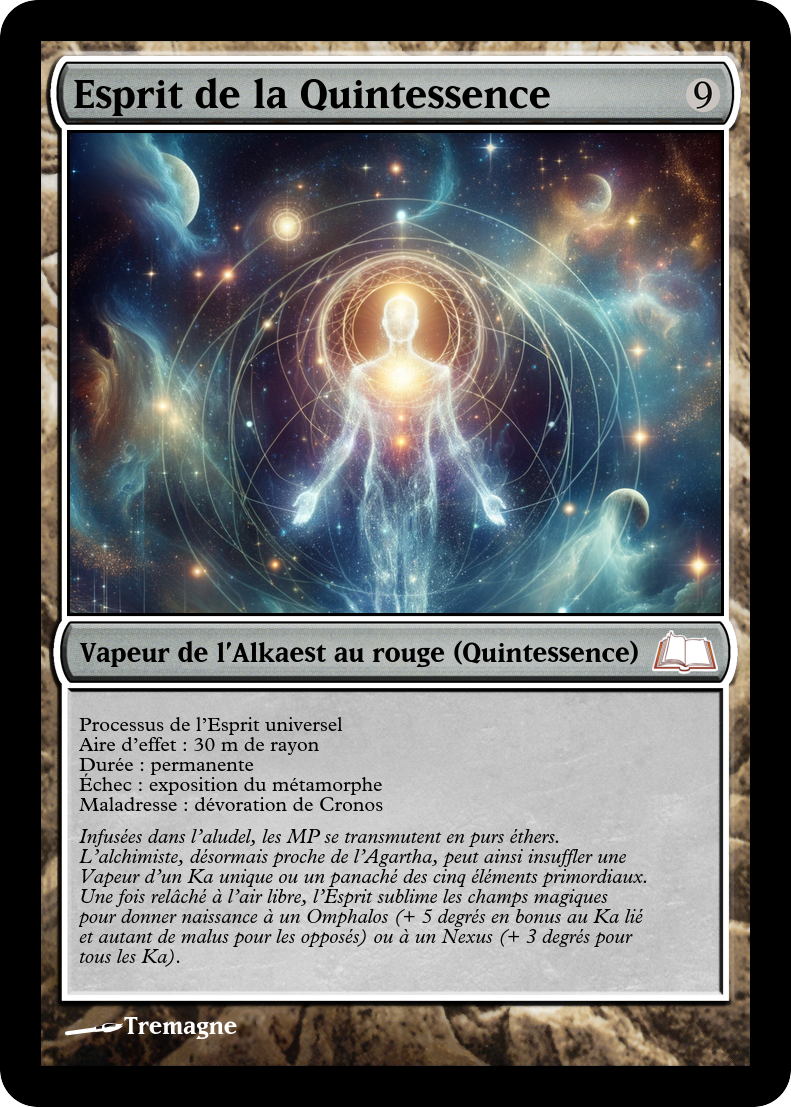 Esprit de la Quintessence
9
Vapeur de l'Alkaest au rouge (Quintessence)
Processus de l'Esprit universel
Aire d'effet : 30 m de rayon
Durée : permanente
Échec : exposition du métamorphe
Maladresse : dévoration de Cronos
Infusées dans l'aludel, les MP se transmutent en purs éthers.
L'alchimiste, désormais proche de l'Agartha, peut ainsi insuffler une
Vapeur d'un Ka unique ou un panaché des cinq éléments primordiaux.
Une fois relâché à l'air libre, l'Esprit sublime les champs magiques
pour donner naissance à un Omphalos (+ 5 degrés en bonus au Ka lié
et autant de malus pour les opposés) ou à un Nexus (+ 3 degrés pour
tous les Ka).
Tremagne